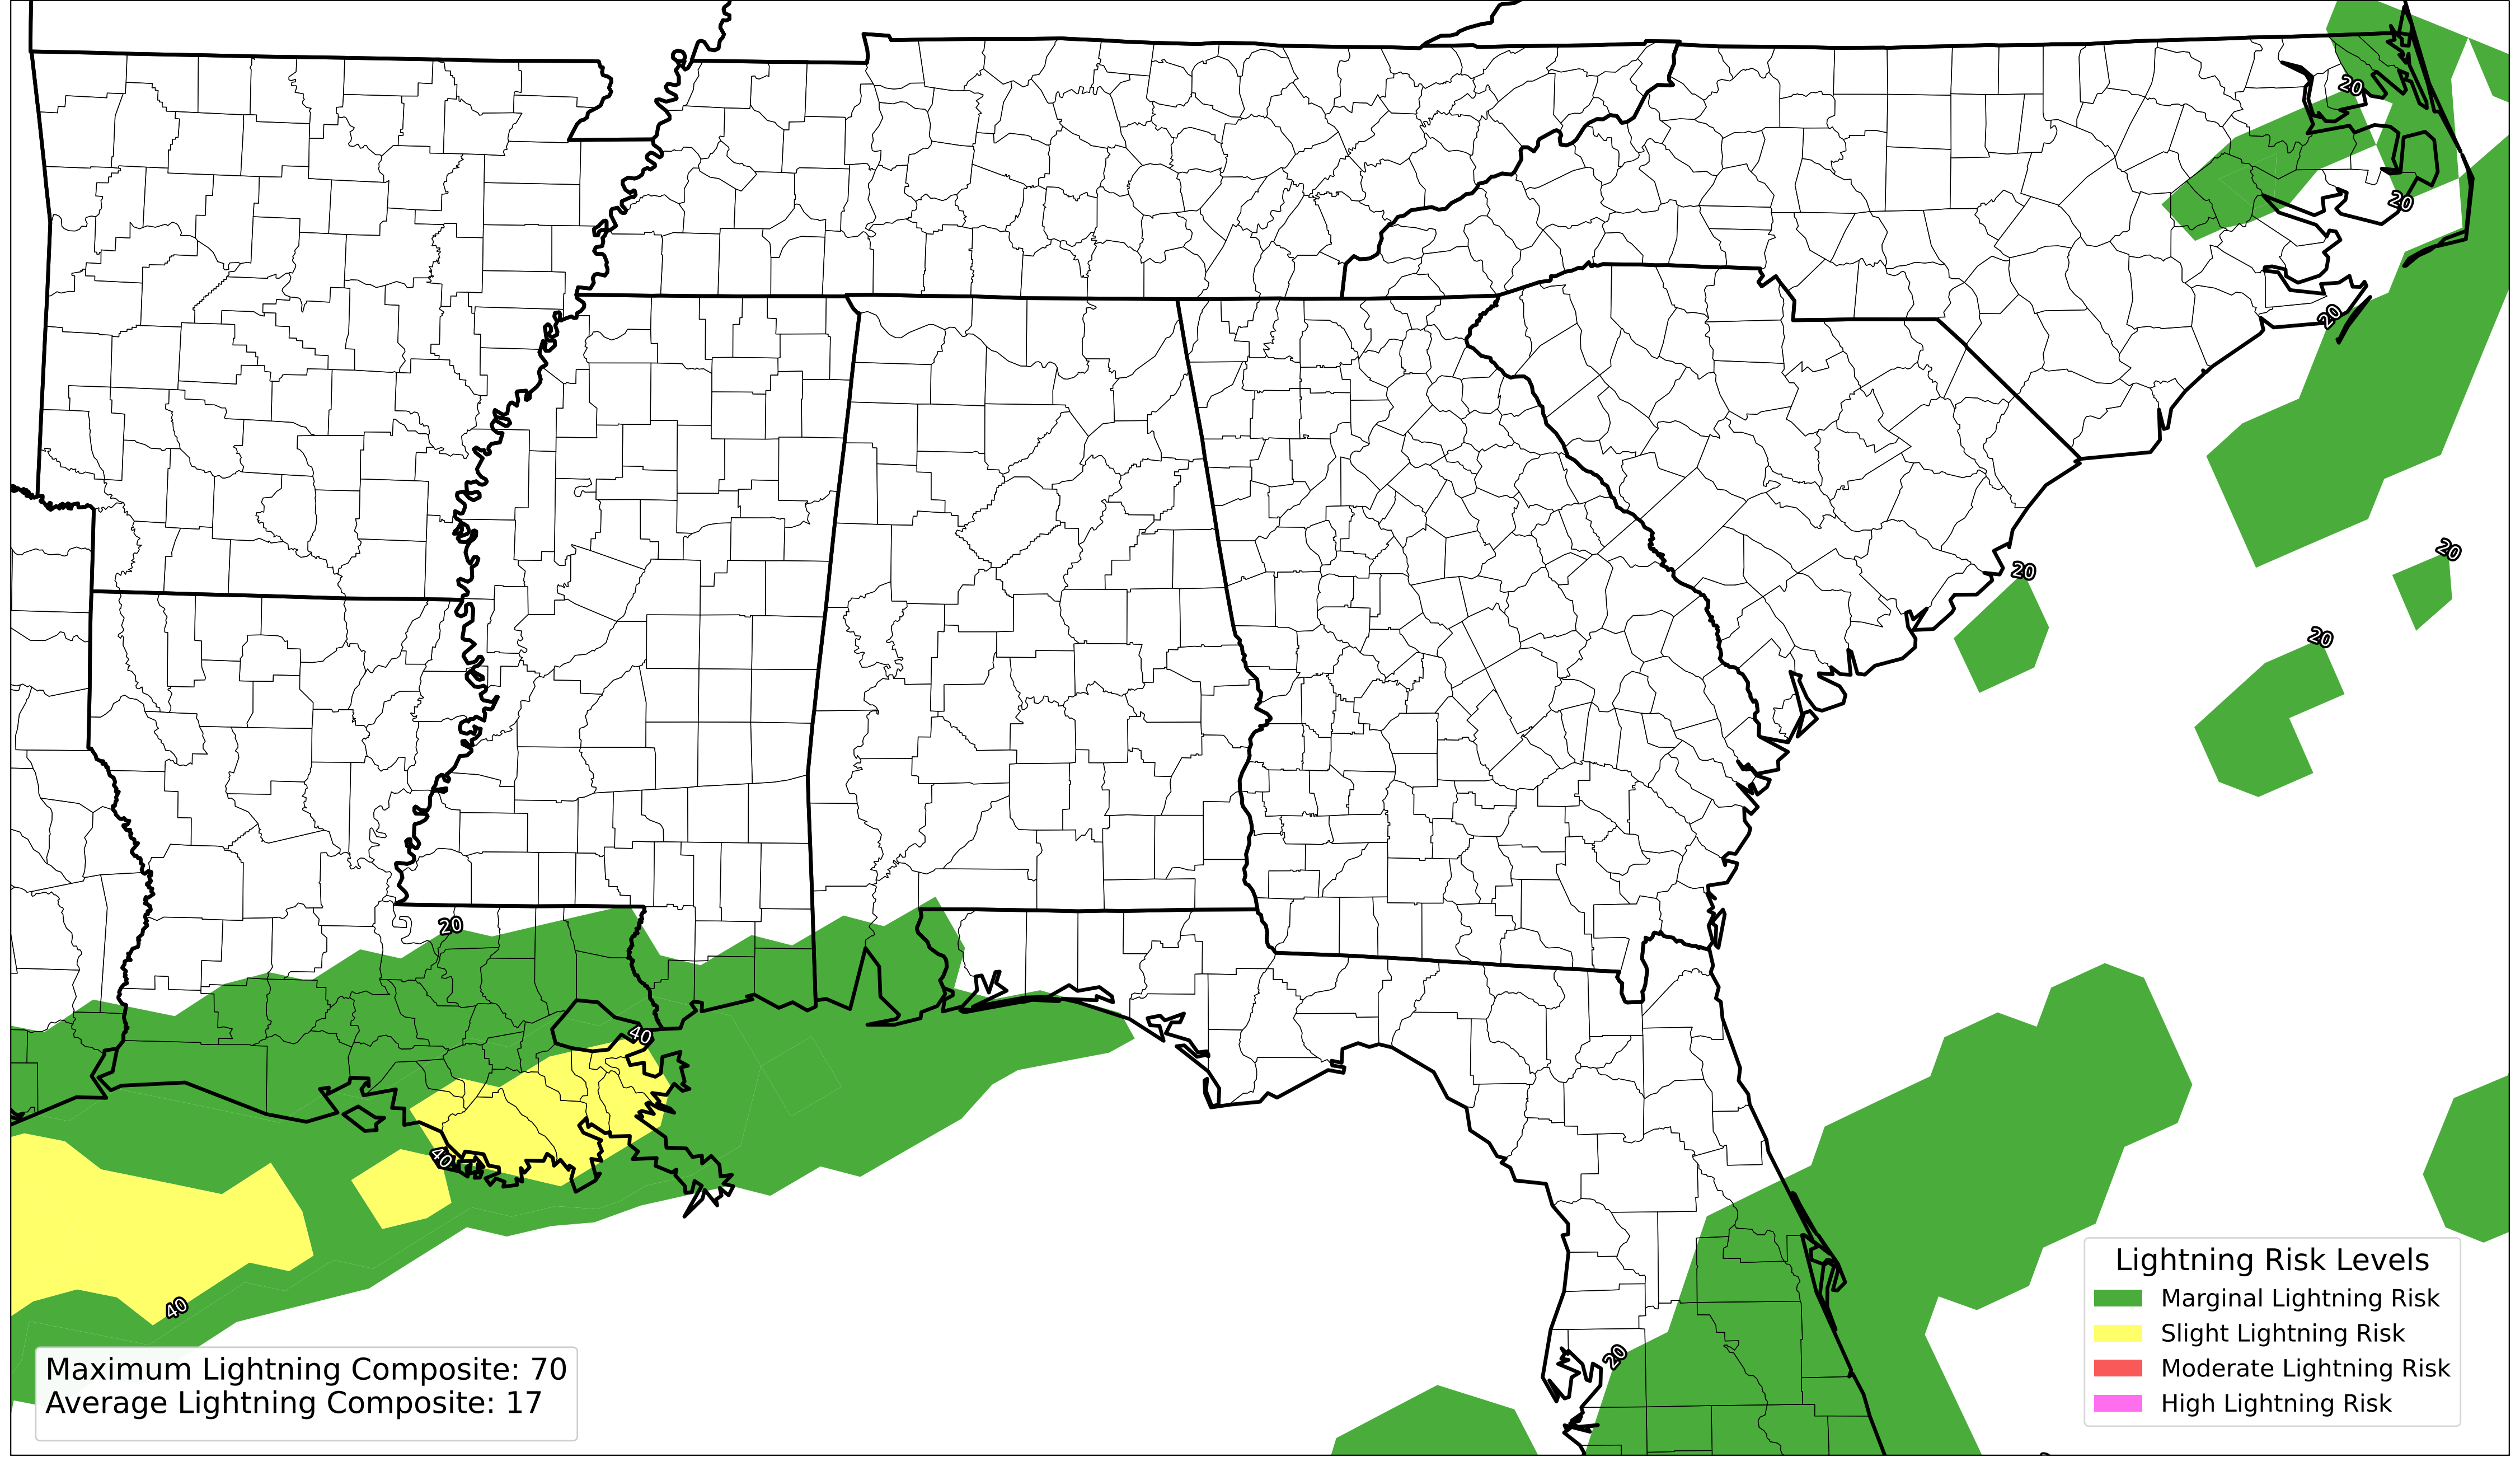 20
20
20
20
20
20
20
40
40
20
40
Maximum Lightning Composite: 70
Average Lightning Composite: 17
Lightning Risk Levels
Marginal Lightning Risk
Slight Lightning Risk
Moderate Lightning Risk
High Lightning Risk